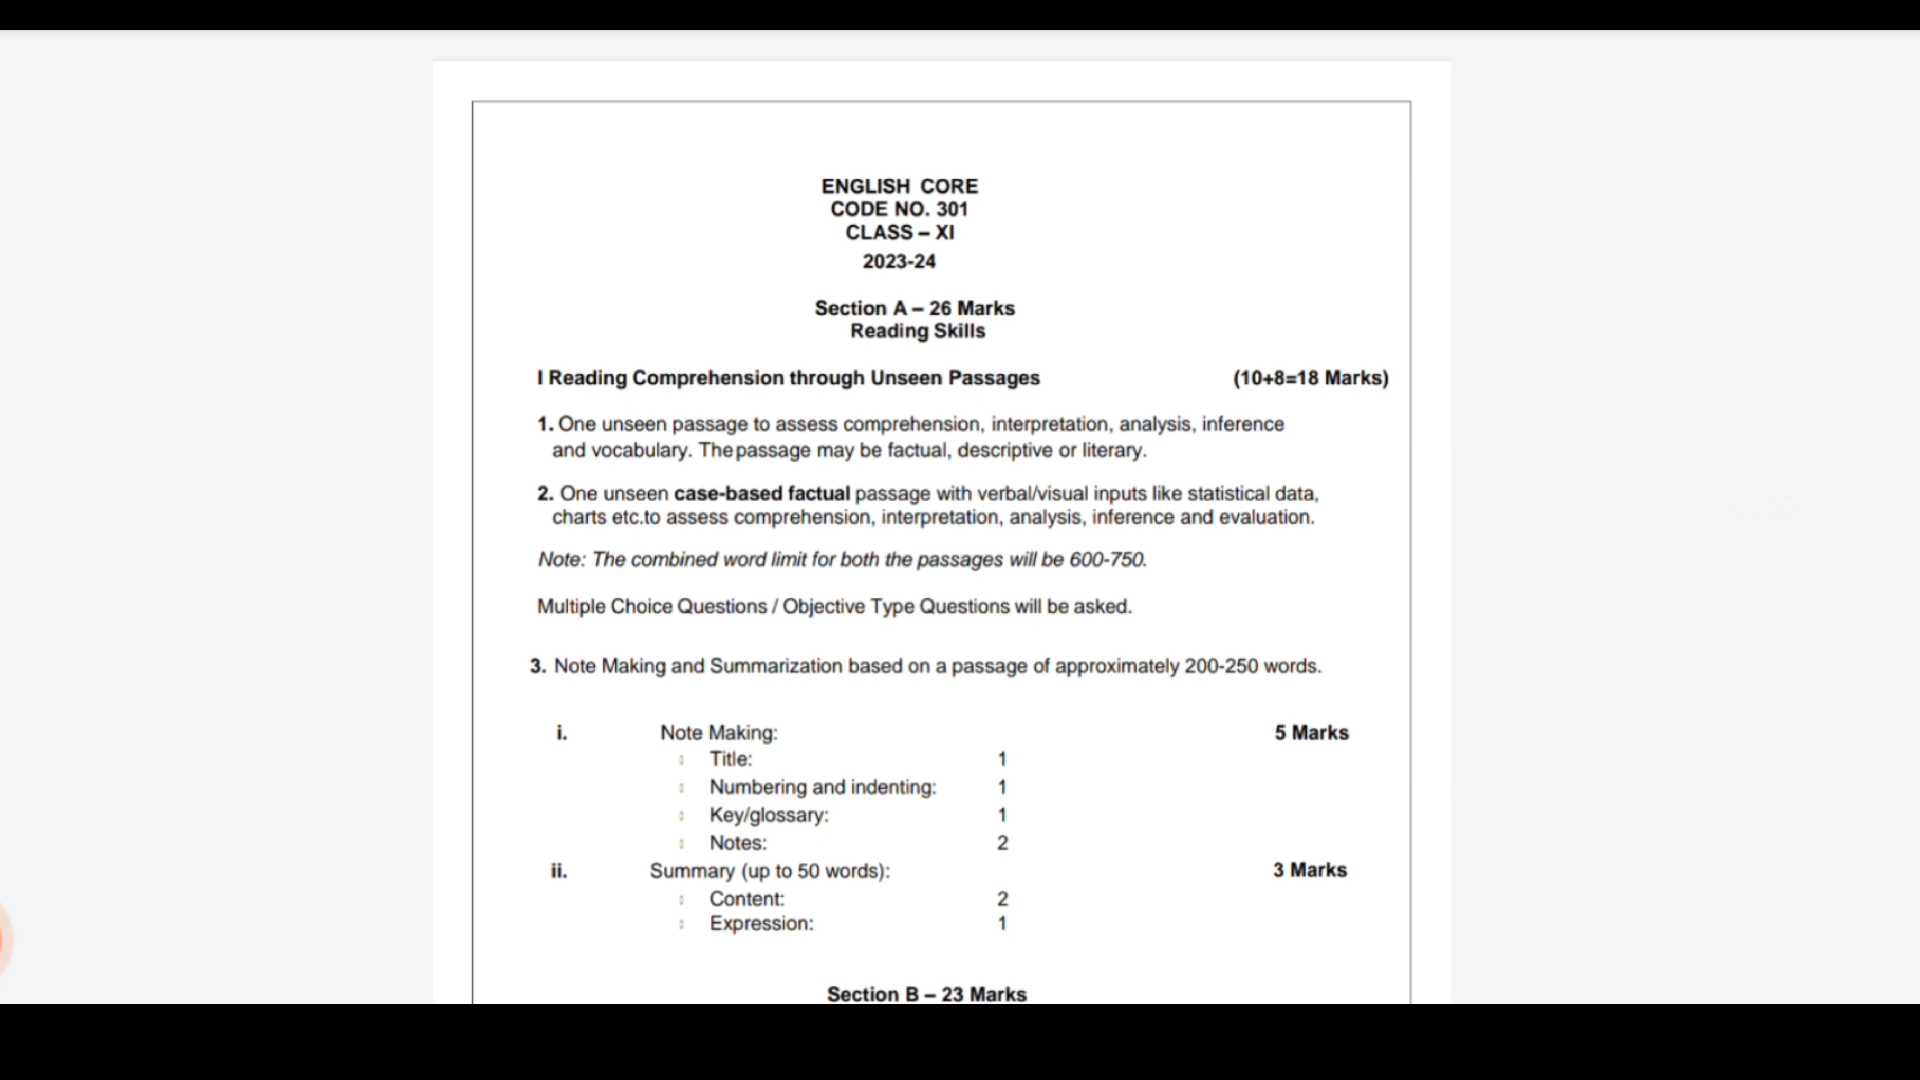 ENGLISH CORE
CODE NO. 301
CLASS – XI
2023-24
Section A – 26 Marks
Reading Skills
I Reading Comprehension through Unseen Passages (10+8=18 Marks)
1. One unseen passage to assess comprehension, interpretation, analysis, inference
and vocabulary. The passage may be factual, descriptive or literary.
2. One unseen case-based factual passage with verbal/visual inputs like statistical data,
charts etc.to assess comprehension, interpretation, analysis, inference and evaluation.
Note: The combined word limit for both the passages will be 600-750.
Multiple Choice Questions / Objective Type Questions will be asked.
3. Note Making and Summarization based on a passage of approximately 200-250 words.
i. Note Making: 5 Marks
Title: 1
Numbering and indenting: 1
Key/glossary: 1
Notes: 2
ii. Summary (up to 50 words): 3 Marks
Content: 2
Expression: 1
Section B – 23 Marks